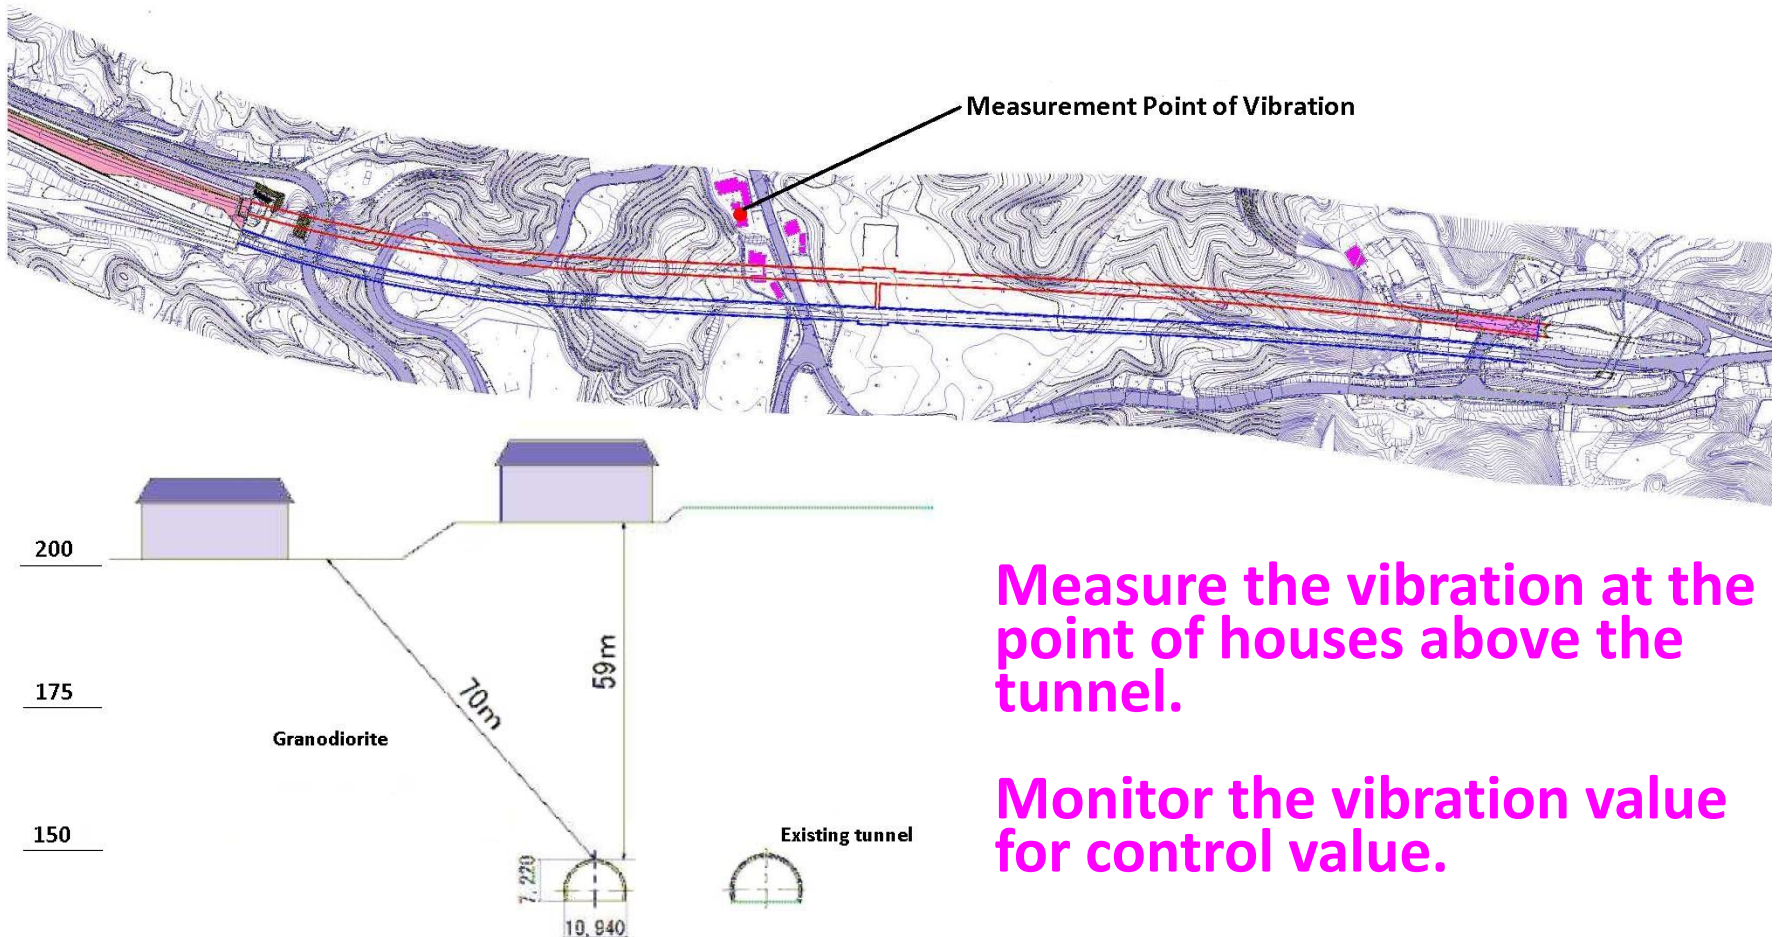 Measurement Point of Vibration
200
175
150
70m
59m
Granodiorite
Existing tunnel
7,220
10,940
Measure the vibration at the
point of houses above the
tunnel.
Monitor the vibration value
for control value.